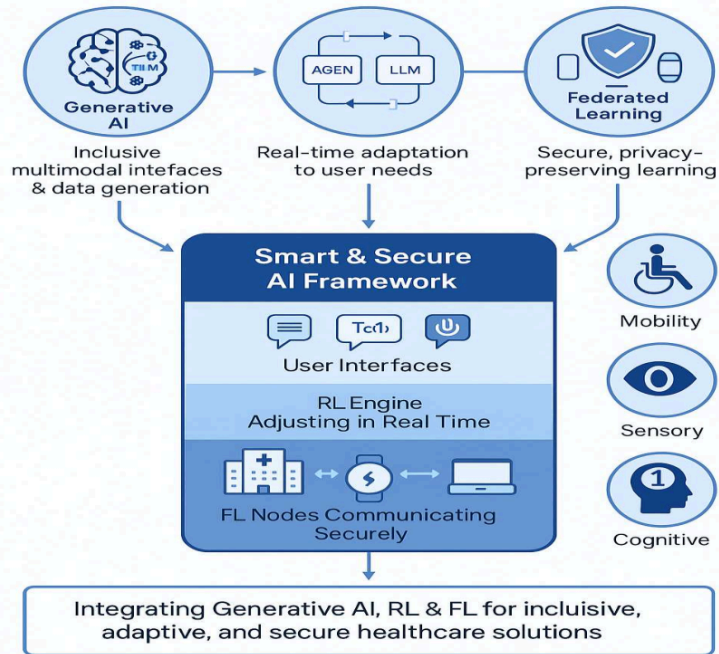 TIIM
Generative
AI
AGEN
LLM
Federated
Learning
Inclusive
multimodal intefaces
& data generation
Real-time adaptation
to user needs
Secure, privacy-
preserving learning
Smart & Secure
AI Framework
User Interfaces
RL Engine
Adjusting in Real Time
FL Nodes Communicating
Securely
Mobility
Sensory
1
Cognitive
Integrating Generative AI, RL & FL for incluisive,
adaptive, and secure healthcare solutions